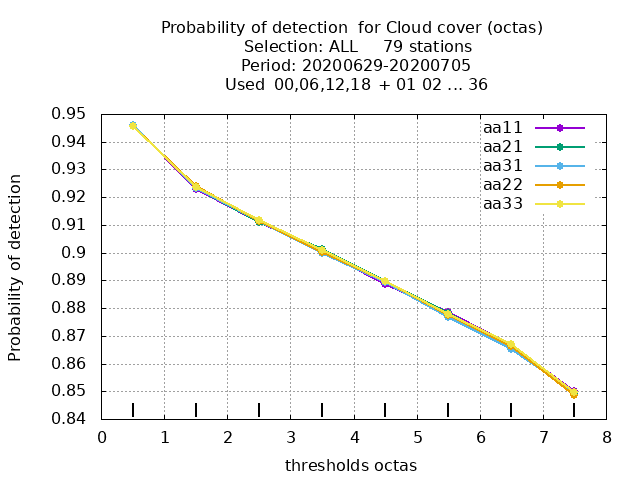 Probability of detection  for Cloud cover (octas)
Selection: ALL     79 stations
Period: 20200629-20200705
Used  00,06,12,18 + 01 02 ... 36
0.95
0.94
0.93
0.92
0.91
0.9
0.89
0.88
0.87
0.86
0.85
0.84
Probability of detection
aa11
aa21
aa31
aa22
aa33
0 1 2 3 4 5 6 7 8
thresholds octas